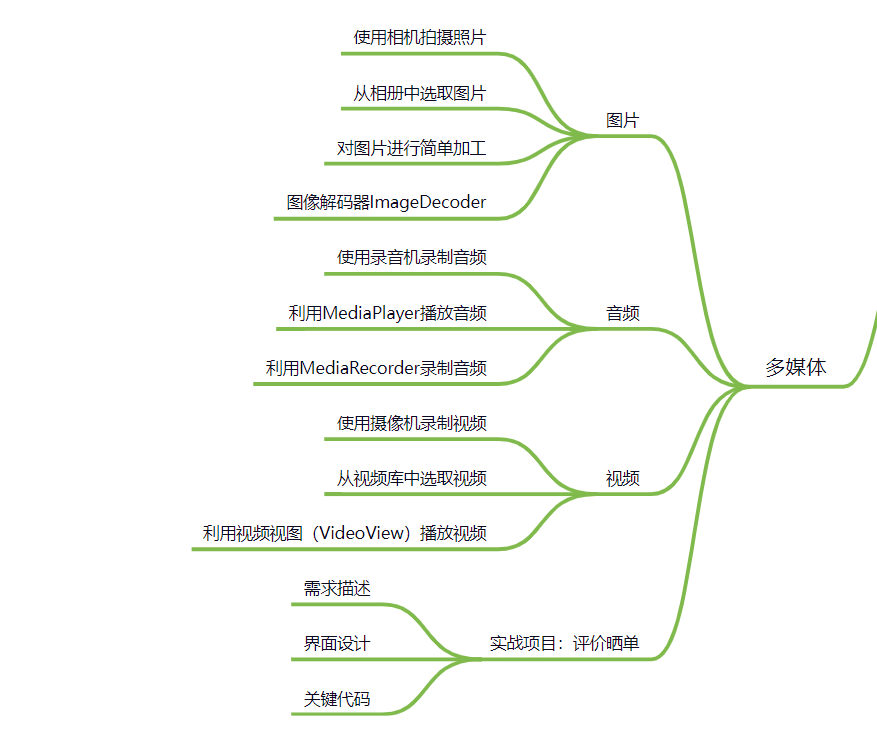 使用相机拍摄照片
从相册中选取图片
图片
对图片进行简单加工
图像解码器ImageDecoder
使用录音机录制音频
利用MediaPlayer播放音频
音频
利用MediaRecorder录制音频
多媒体
使用摄像机录制视频
从视频库中选取视频
视频
利用视频视图（VideoView）播放视频
需求描述
界面设计
实战项目：评价晒单
关键代码